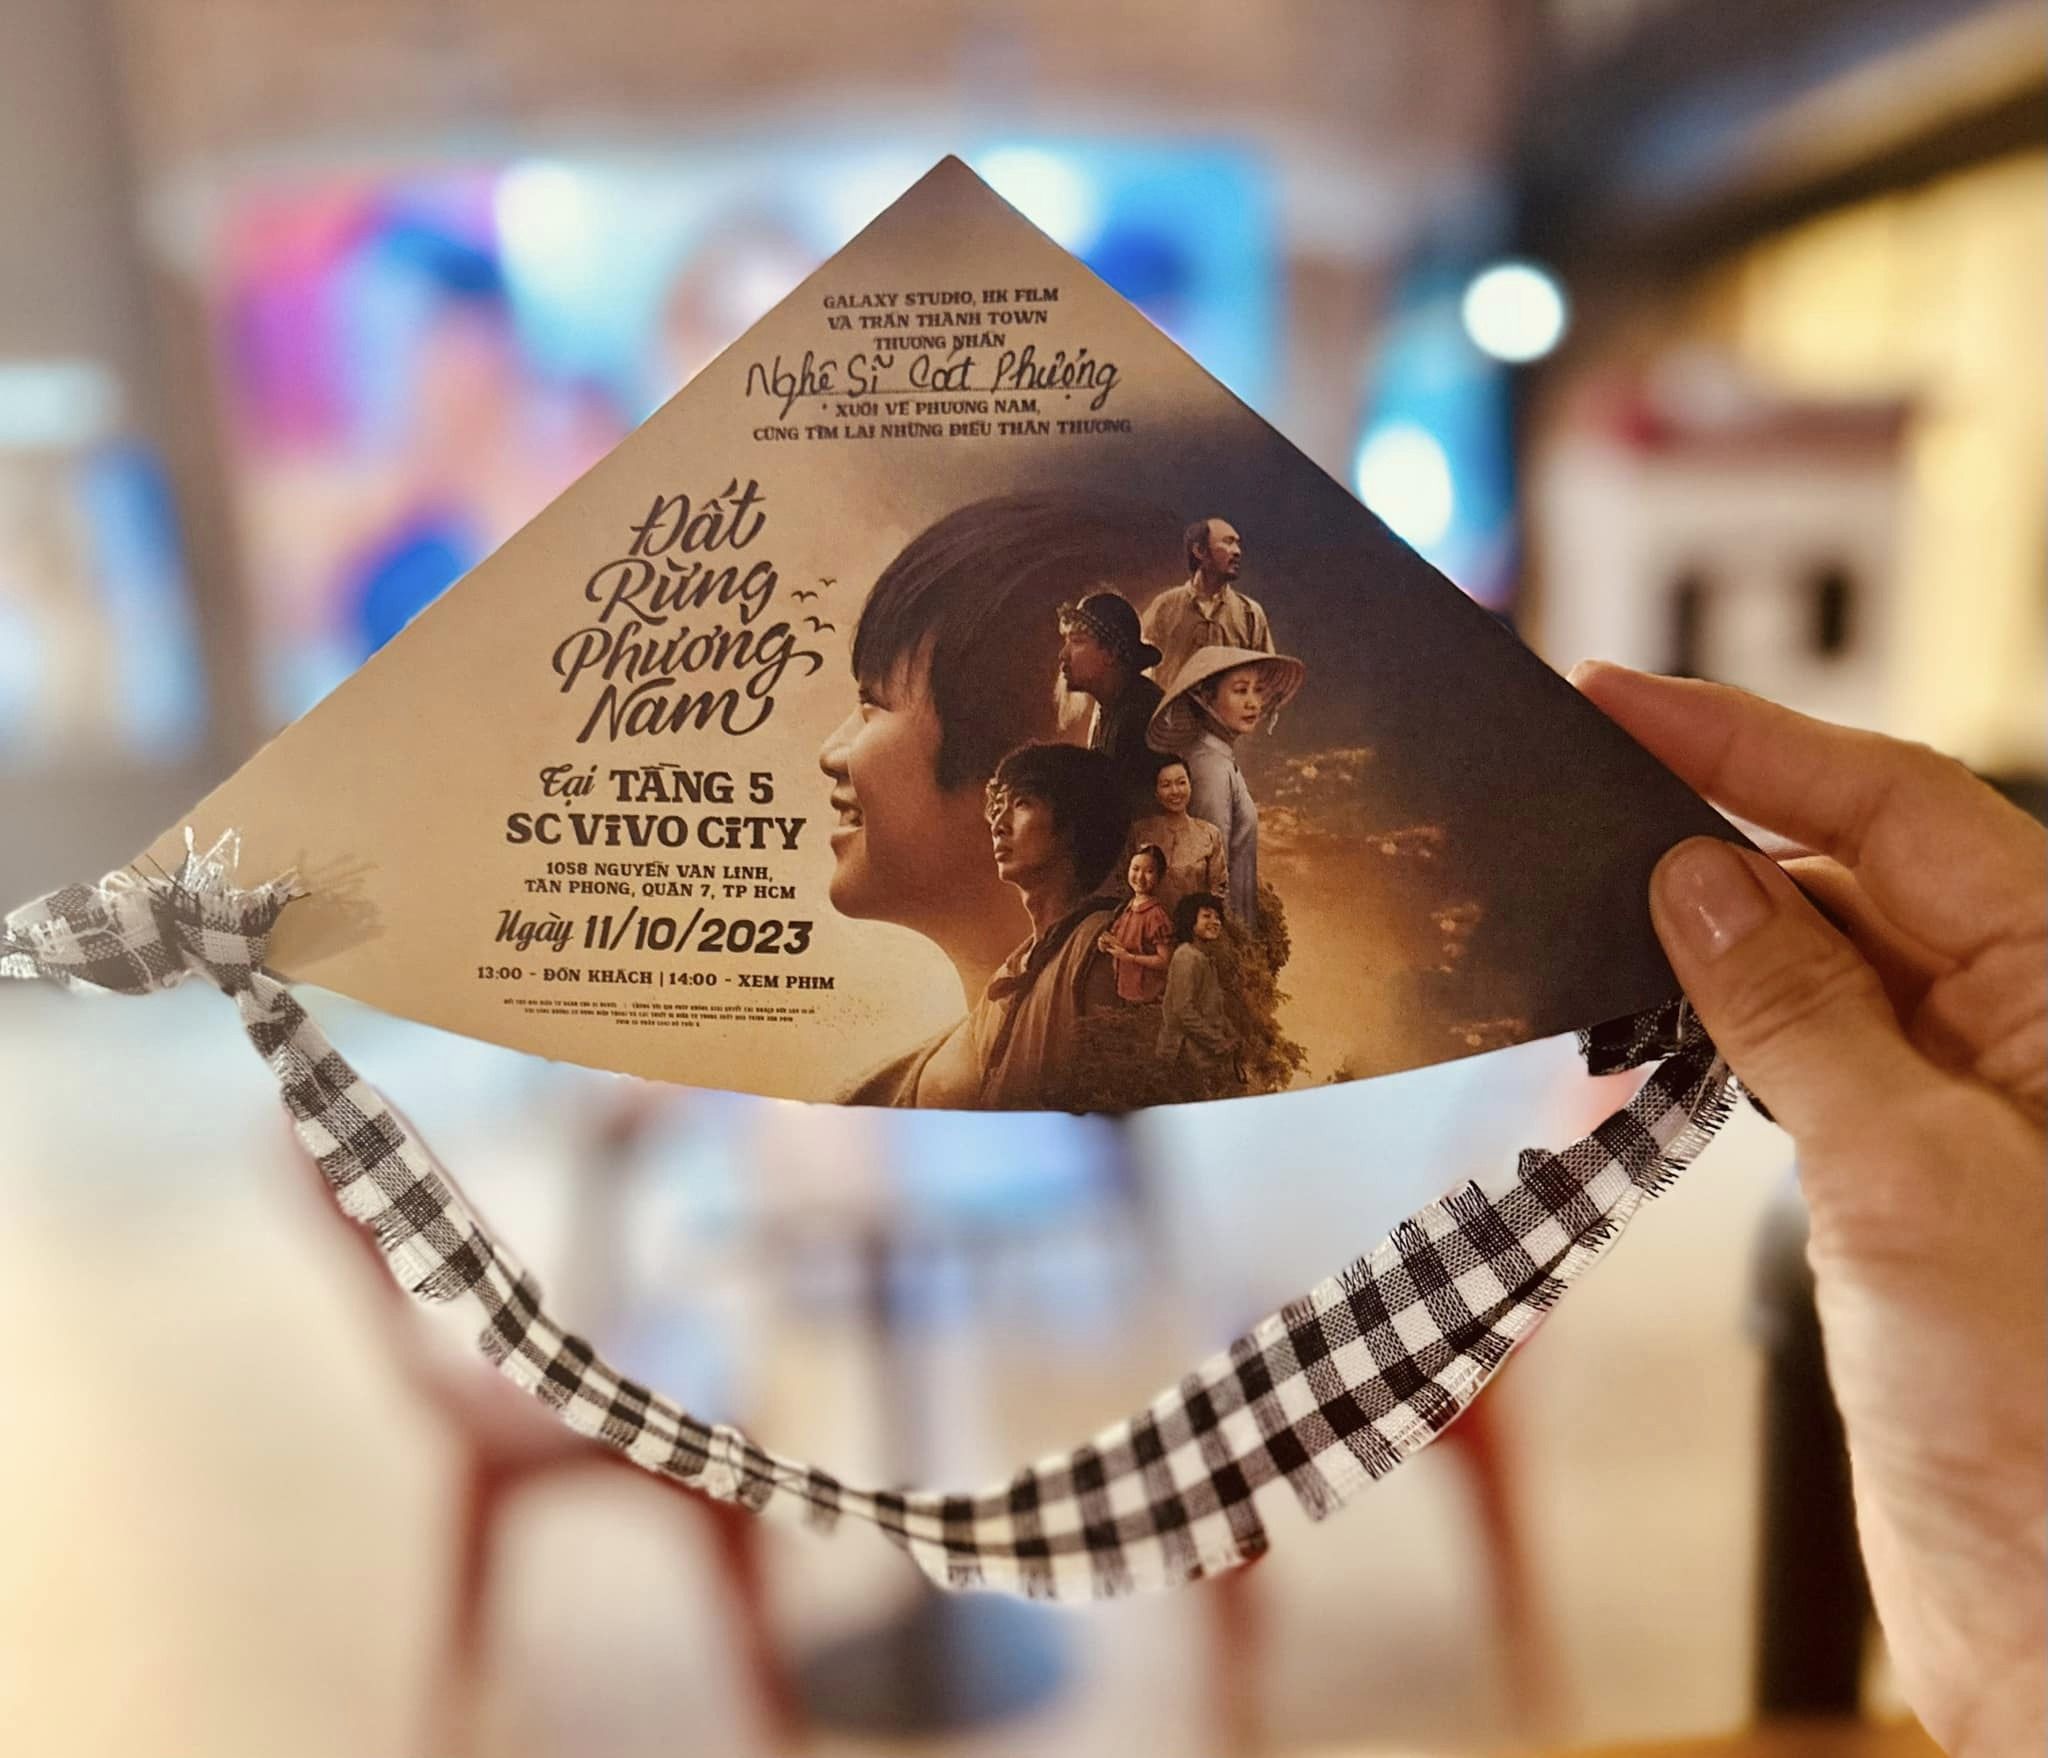 GALAXY STUDIO, HK FILM
VÀ TRẤN THÀNH TOWN
THƯƠNG NHẮN
Nghệ Sĩ Cát Phượng
XUÔI VỀ PHƯƠNG NAM,
CÙNG TÌM LẠI NHỮNG ĐIỀU THÂN THƯƠNG
Đất
Rừng
Phương
Nam
Tại TẦNG 5
SC ViVO CiTY
1058 NGUYỄN VĂN LINH,
TÂN PHONG, QUẬN 7, TP HCM
Ngày 11/10/2023
13:00 - ĐÓN KHÁCH | 14:00 - XEM PHIM